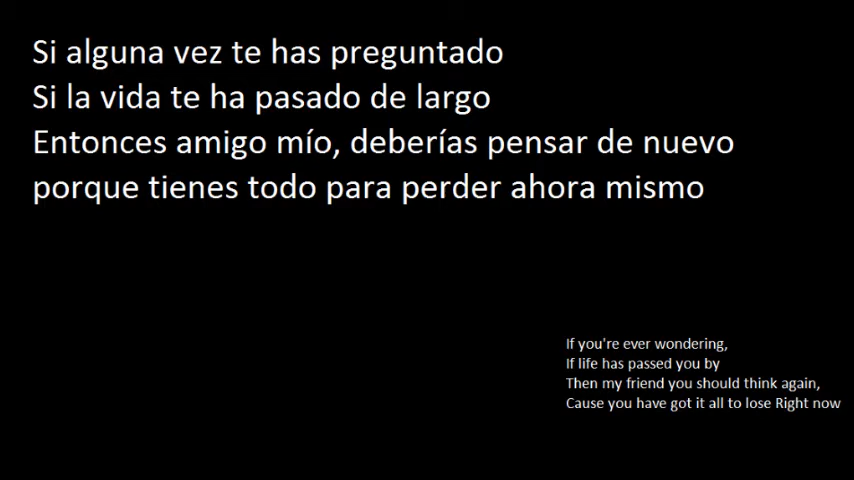 Si alguna vez te has preguntado
Si la vida te ha pasado de largo
Entonces amigo mío, deberías pensar de nuevo
porque tienes todo para perder ahora mismo
If you're ever wondering,
If life has passed you by
Then my friend you should think again,
Cause you have got it all to lose Right now